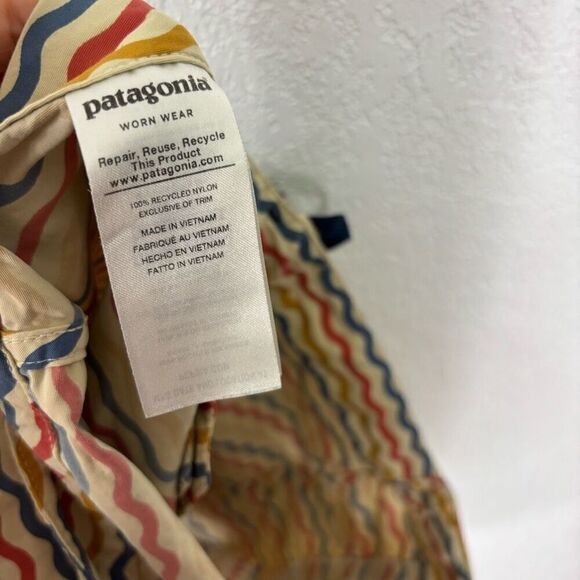 patagonia
WORN WEAR
Repair, Reuse, Recycle
This Product
www.patagonia.com
100% RECYCLED NYLON
EXCLUSIVE OF TRIM
MADE IN VIETNAM
FABRIQUÉ AU VIETNAM
HECHO EN VIETNAM
FATTO IN VIETNAM